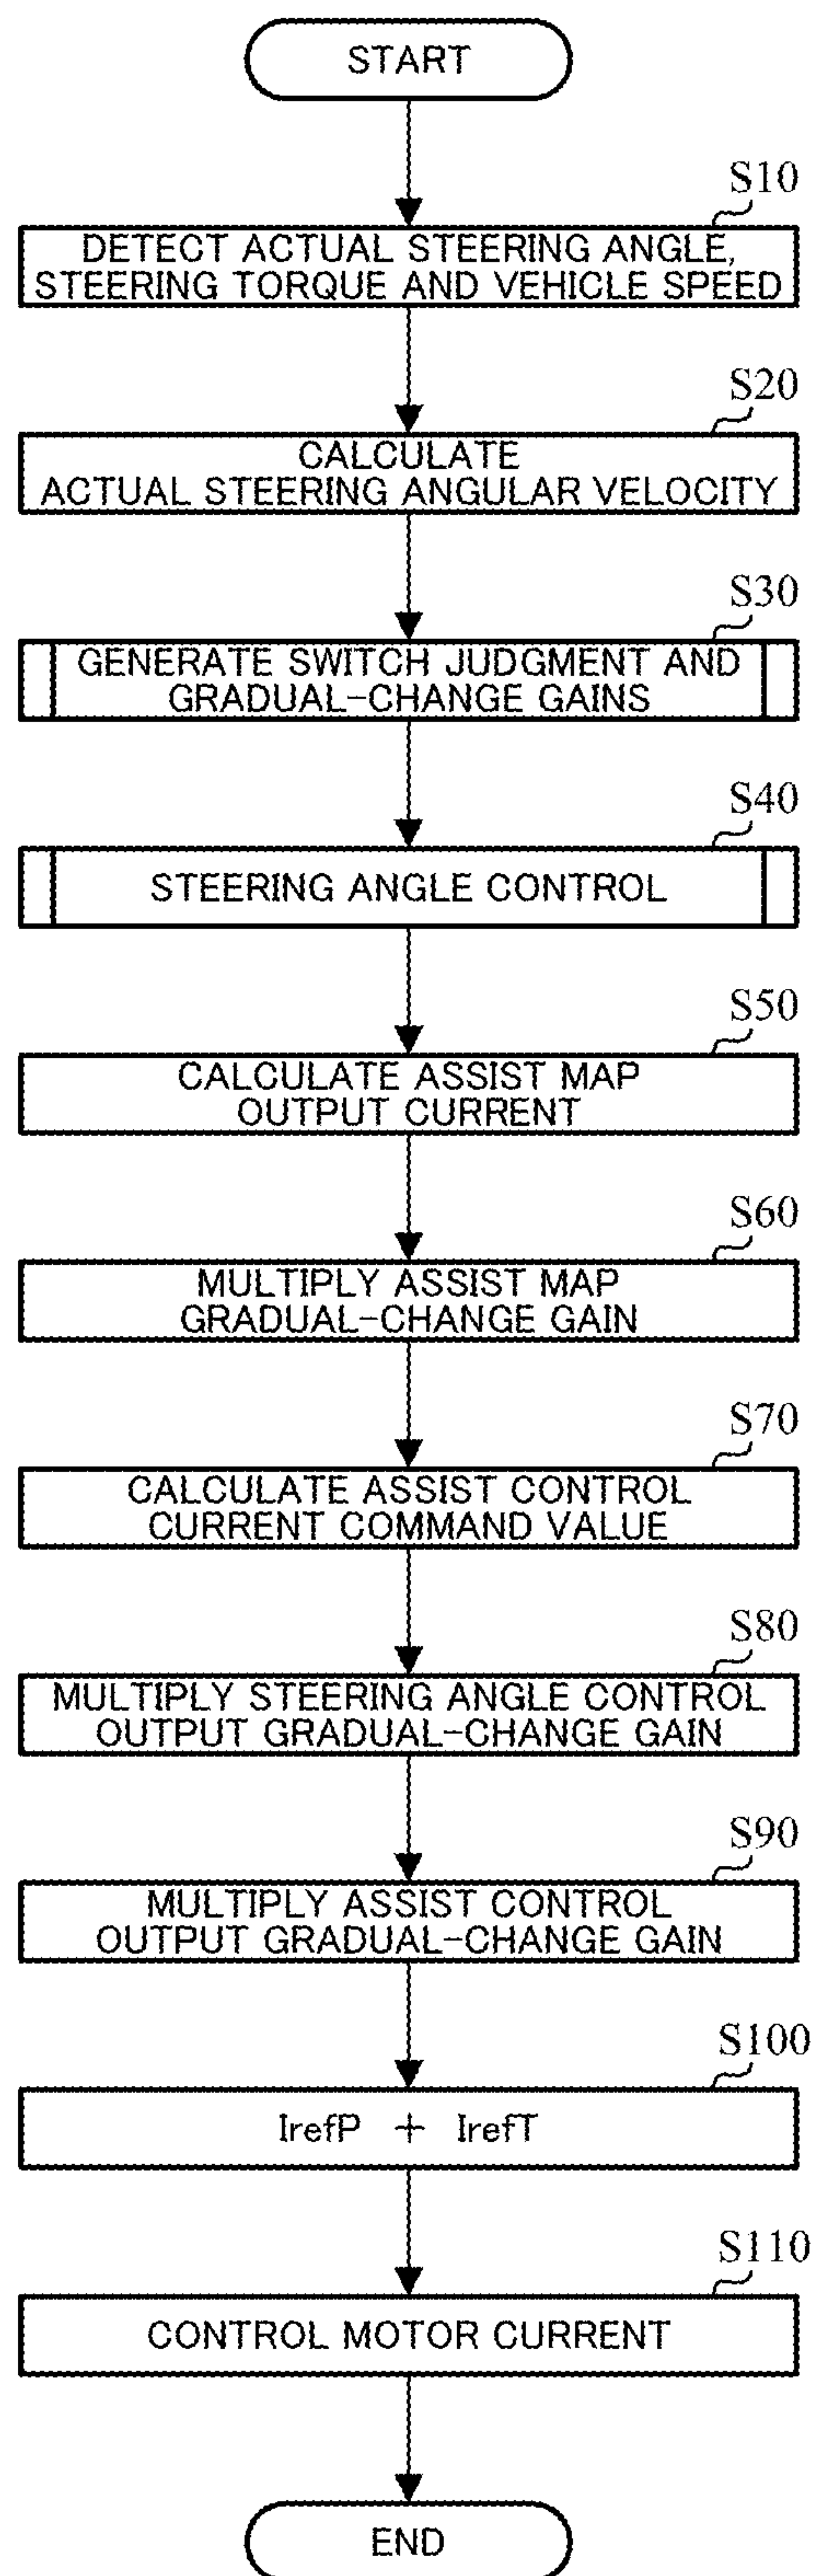 START
S10
DETECT ACTUAL STEERING ANGLE,
STEERING TORQUE AND VEHICLE SPEED
S20
CALCULATE
ACTUAL STEERING ANGULAR VELOCITY
S30
GENERATE SWITCH JUDGMENT AND
GRADUAL-CHANGE GAINS
S40
STEERING ANGLE CONTROL
S50
CALCULATE ASSIST MAP
OUTPUT CURRENT
S60
MULTIPLY ASSIST MAP
GRADUAL-CHANGE GAIN
S70
CALCULATE ASSIST CONTROL
CURRENT COMMAND VALUE
S80
MULTIPLY STEERING ANGLE CONTROL
OUTPUT GRADUAL-CHANGE GAIN
S90
MULTIPLY ASSIST CONTROL
OUTPUT GRADUAL-CHANGE GAIN
S100
IrefP + IrefT
S110
CONTROL MOTOR CURRENT
END